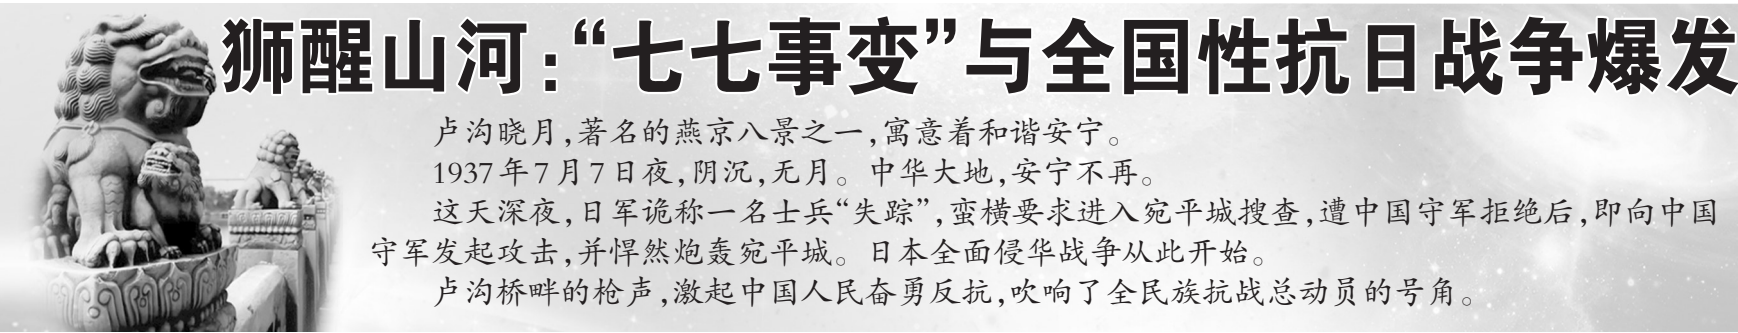 狮醒山河：“七七事变”与全国性抗日战争爆发
卢沟晓月，著名的燕京八景之一，寓意着和谐安宁。
1937年7月7日夜，阴沉，无月。中华大地，安宁不再。
这天深夜，日军诡称一名士兵“失踪”，蛮横要求进入宛平城搜查，遭中国守军拒绝后，即向中国
守军发起攻击，并悍然炮轰宛平城。日本全面侵华战争从此开始。
卢沟桥畔的枪声，激起中国人民奋勇反抗，吹响了全民族抗战总动员的号角。